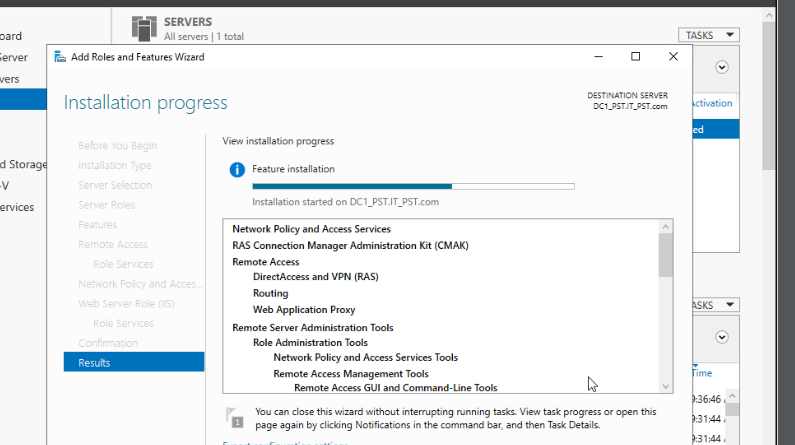 SERVERS
All servers | 1 total
TASKS
Add Roles and Features Wizard
Installation progress
DESTINATION SERVER
DC1_PST.IT_PST.com
Before You Begin
Installation Type
Server Selection
Server Roles
Features
Remote Access
Role Services
Network Policy and Acces...
Web Server Role (IIS)
Role Services
Confirmation
Results
View installation progress
Feature installation
Installation started on DC1_PST.IT_PST.com
Network Policy and Access Services
RAS Connection Manager Administration Kit (CMAK)
Remote Access
DirectAccess and VPN (RAS)
Routing
Web Application Proxy
Remote Server Administration Tools
Role Administration Tools
Network Policy and Access Services Tools
Remote Access Management Tools
Remote Access GUI and Command-Line Tools
1
You can close this wizard without interrupting running tasks. View task progress or open this
page again by clicking Notifications in the command bar, and then Task Details.
oard
Server
vers
d Storage
-V
ervices
Activation
ed
ASKS
Time
9:36:46
9:31:44
9:31:44